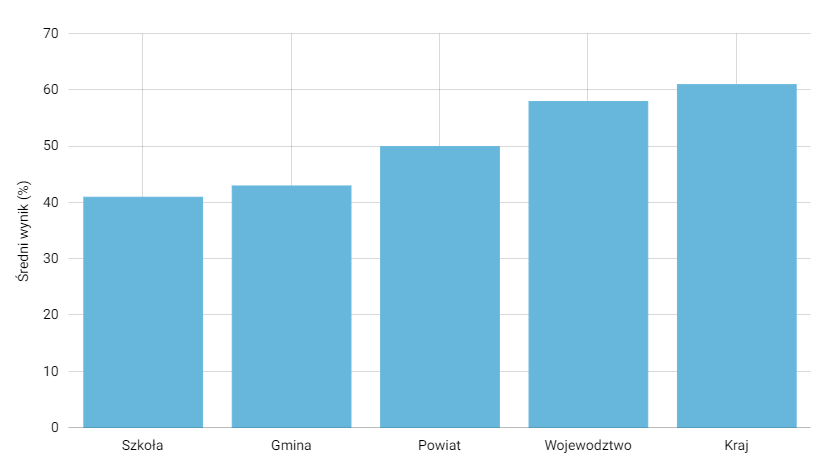 70
60
50
40
30
20
10
0
Średni wynik (%)
Szkoła
Gmina
Powiat
Wojewodztwo
Kraj